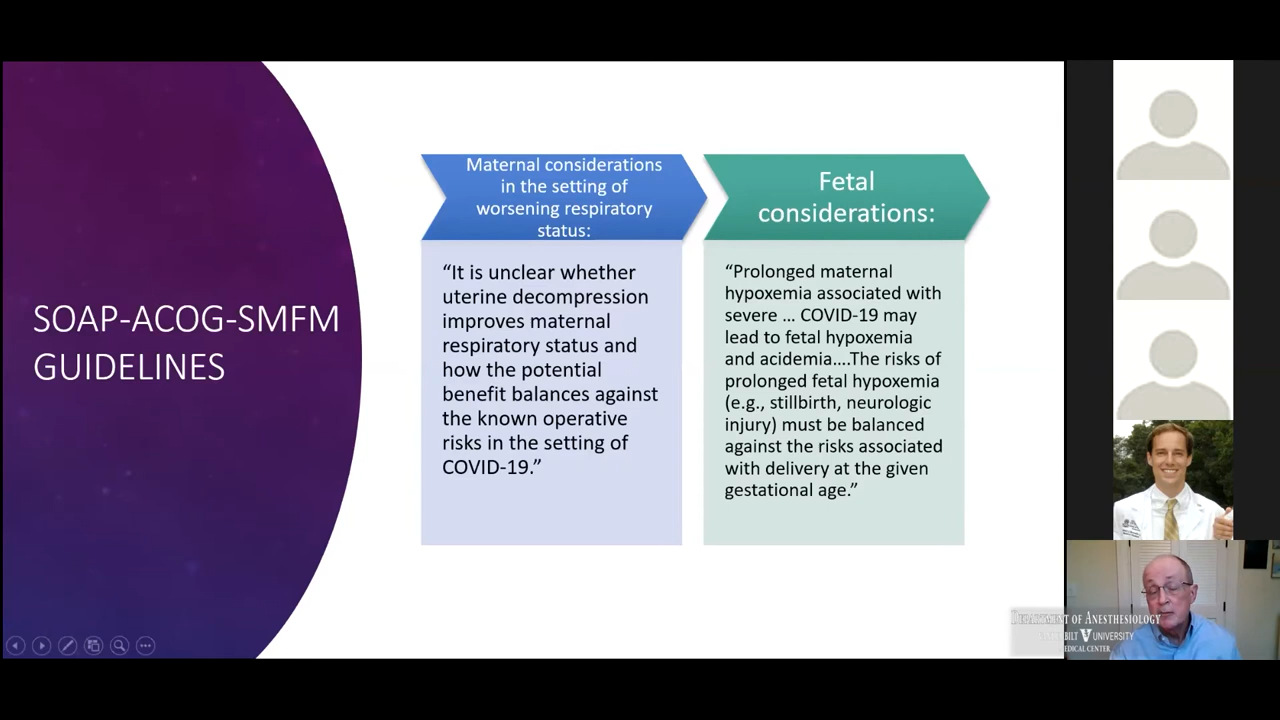 SOAP-ACOG-SMFM
GUIDELINES
Maternal considerations
in the setting of
worsening respiratory
status:
“It is unclear whether
uterine decompression
improves maternal
respiratory status and
how the potential
benefit balances against
the known operative
risks in the setting of
COVID-19.”
Fetal
considerations:
“Prolonged maternal
hypoxemia associated with
severe ... COVID-19 may
lead to fetal hypoxemia
and acidemia....The risks of
prolonged fetal hypoxemia
(e.g., stillbirth, neurologic
injury) must be balanced
against the risks associated
with delivery at the given
gestational age.”
Department of Anesthesiology
UNIVERSITY
MEDICAL CENTER